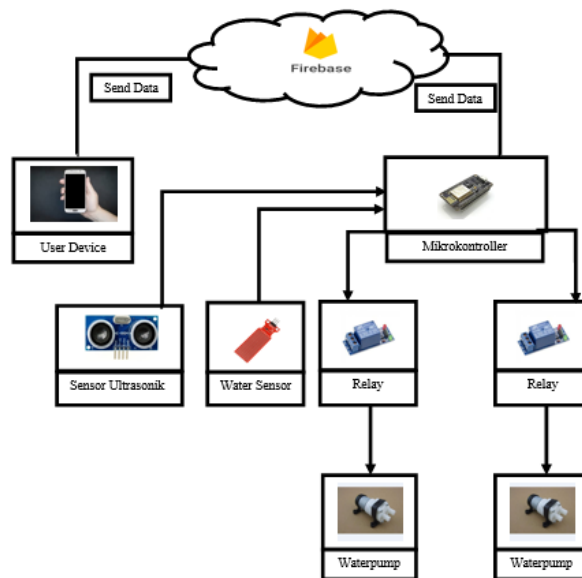 Firebase
Send Data
Send Data
User Device
Mikrokontroller
Sensor Ultrasonik
Water Sensor
Relay
Relay
Waterpump
Waterpump